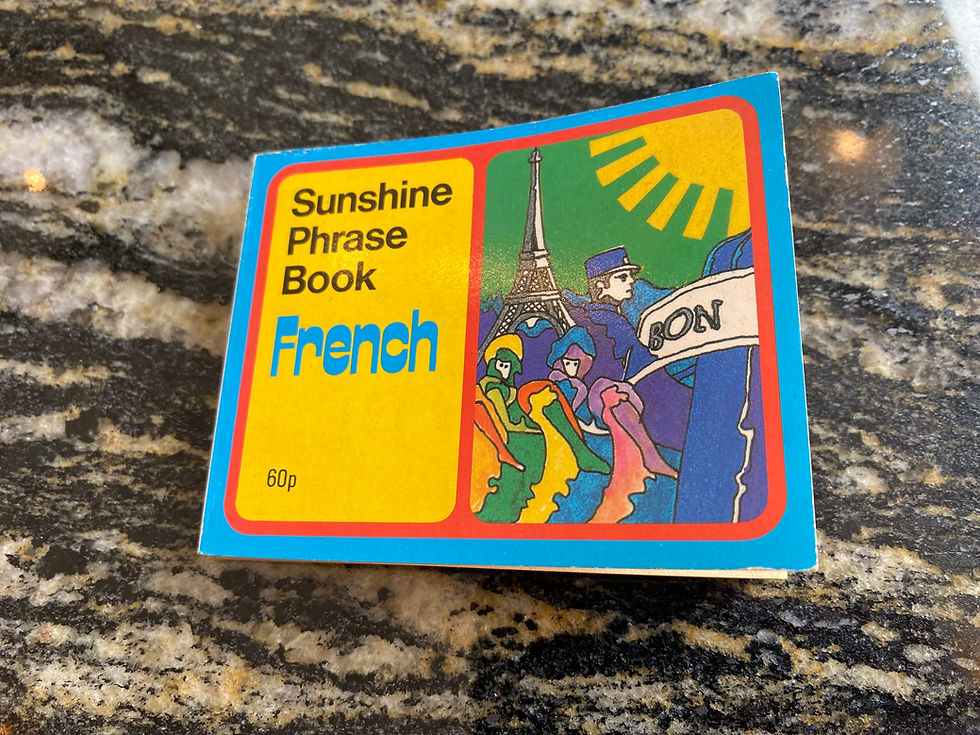 Sunshine
Phrase
Book
French
60p
BON